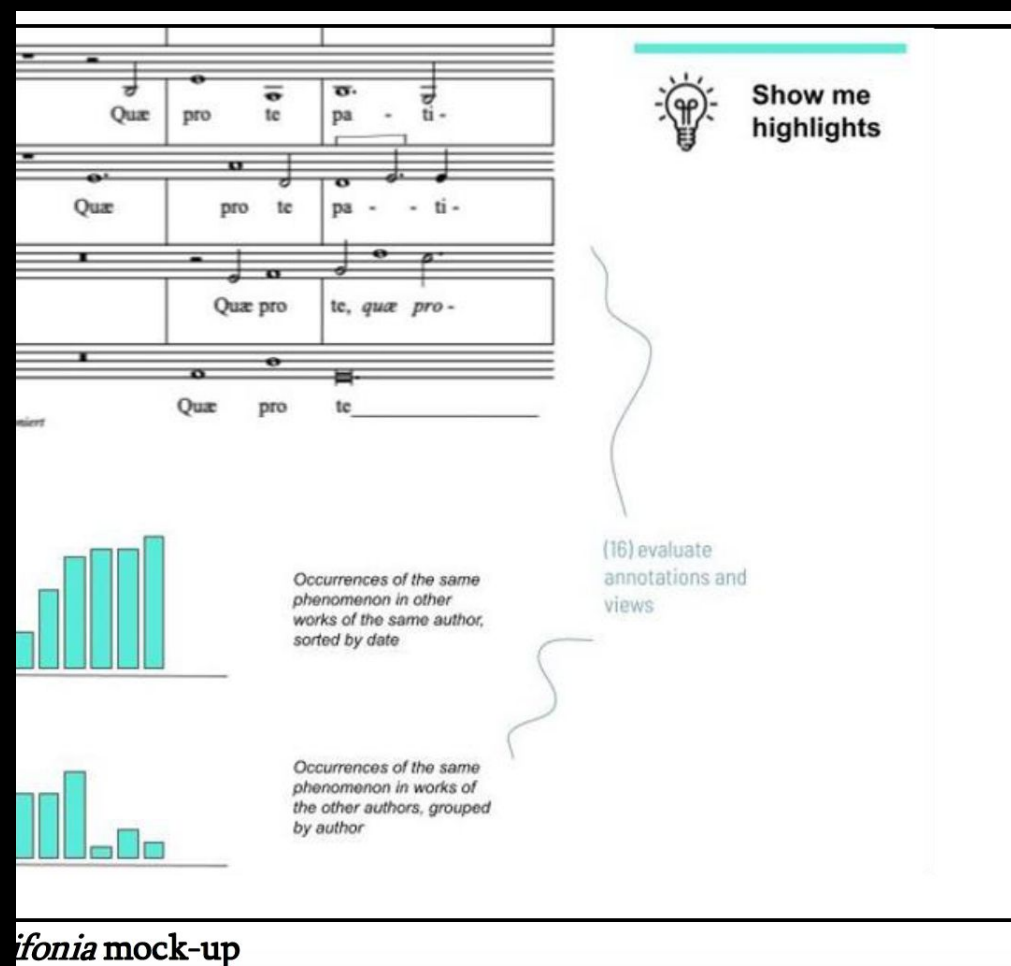 Show me
highlights
Quæ pro te pa - ti -
Quæ pro te pa - - ti -
Quæ pro te, quæ pro -
Quæ pro te
(16) evaluate
annotations and
views
Occurrences of the same
phenomenon in other
works of the same author,
sorted by date
Occurrences of the same
phenomenon in works of
the other authors, grouped
by author
ifonia mock-up